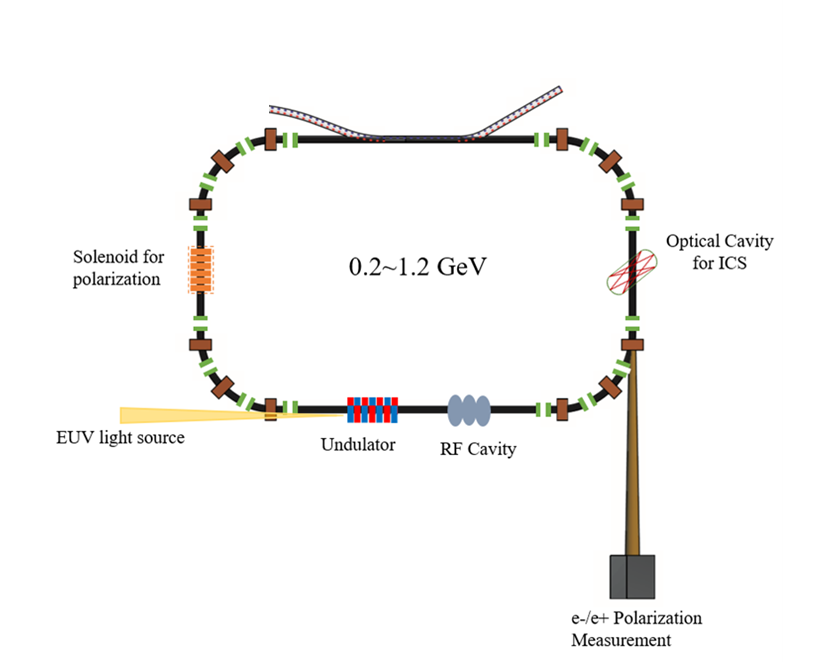 Solenoid for
polarization
0.2~1.2 GeV
Optical Cavity
for ICS
EUV light source
Undulator
RF Cavity
e-/e+ Polarization
Measurement